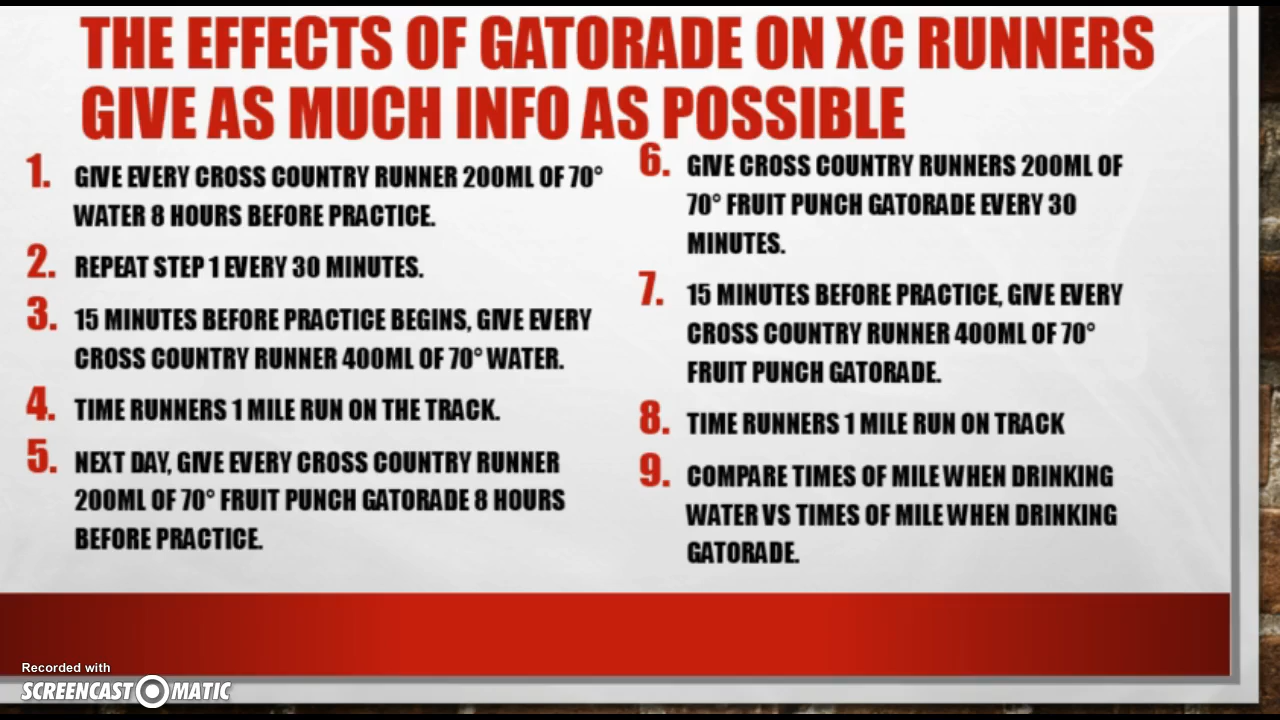 THE EFFECTS OF GATORADE ON XC RUNNERS
GIVE AS MUCH INFO AS POSSIBLE
1. GIVE EVERY CROSS COUNTRY RUNNER 200ML OF 70°
WATER 8 HOURS BEFORE PRACTICE.
2. REPEAT STEP 1 EVERY 30 MINUTES.
3. 15 MINUTES BEFORE PRACTICE BEGINS, GIVE EVERY
CROSS COUNTRY RUNNER 400ML OF 70° WATER.
4. TIME RUNNERS 1 MILE RUN ON THE TRACK.
5. NEXT DAY, GIVE EVERY CROSS COUNTRY RUNNER
200ML OF 70° FRUIT PUNCH GATORADE 8 HOURS
BEFORE PRACTICE.
6. GIVE CROSS COUNTRY RUNNERS 200ML OF
70° FRUIT PUNCH GATORADE EVERY 30
MINUTES.
7. 15 MINUTES BEFORE PRACTICE, GIVE EVERY
CROSS COUNTRY RUNNER 400ML OF 70°
FRUIT PUNCH GATORADE.
8. TIME RUNNERS 1 MILE RUN ON TRACK
9. COMPARE TIMES OF MILE WHEN DRINKING
WATER VS TIMES OF MILE WHEN DRINKING
GATORADE.
Recorded with
SCREENCAST O MATIC